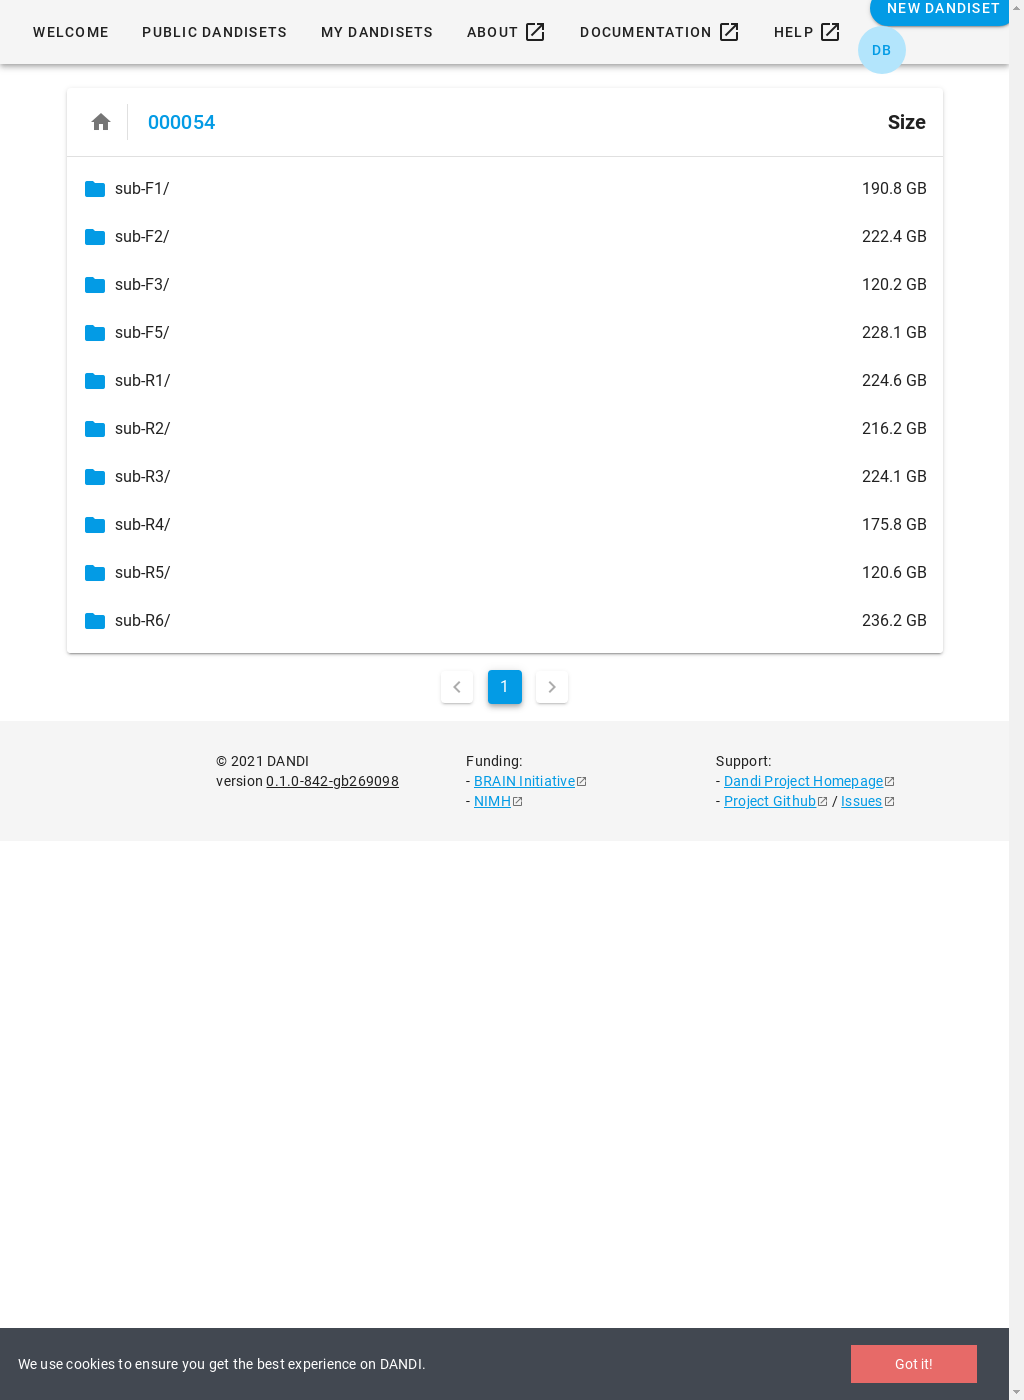 WELCOME PUBLIC DANDISETS MY DANDISETS ABOUT DOCUMENTATION HELP NEW DANDISET
DB
000054 Size
sub-F1/ 190.8 GB
sub-F2/ 222.4 GB
sub-F3/ 120.2 GB
sub-F5/ 228.1 GB
sub-R1/ 224.6 GB
sub-R2/ 216.2 GB
sub-R3/ 224.1 GB
sub-R4/ 175.8 GB
sub-R5/ 120.6 GB
sub-R6/ 236.2 GB
1
© 2021 DANDI
version 0.1.0-842-gb269098
Funding:
- BRAIN Initiative
- NIMH
Support:
- Dandi Project Homepage
- Project Github / Issues
We use cookies to ensure you get the best experience on DANDI. Got it!